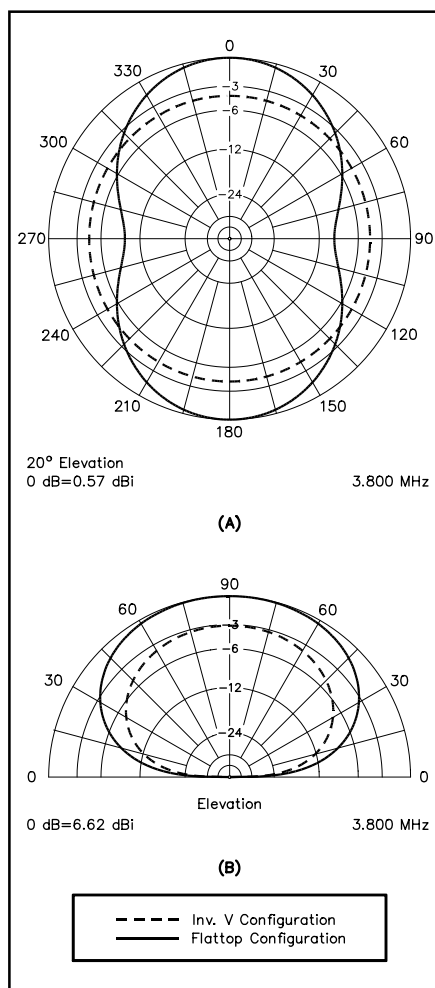 0
330 30
-3
-6
300 60
-12
-24
270 90
240 120
210 150
180
20° Elevation
0 dB=0.57 dBi 3.800 MHz
(A)
90
60 60
-3
-6
30 30
-12
-24
0 0
Elevation
0 dB=6.62 dBi 3.800 MHz
(B)
Inv. V Configuration
Flattop Configuration